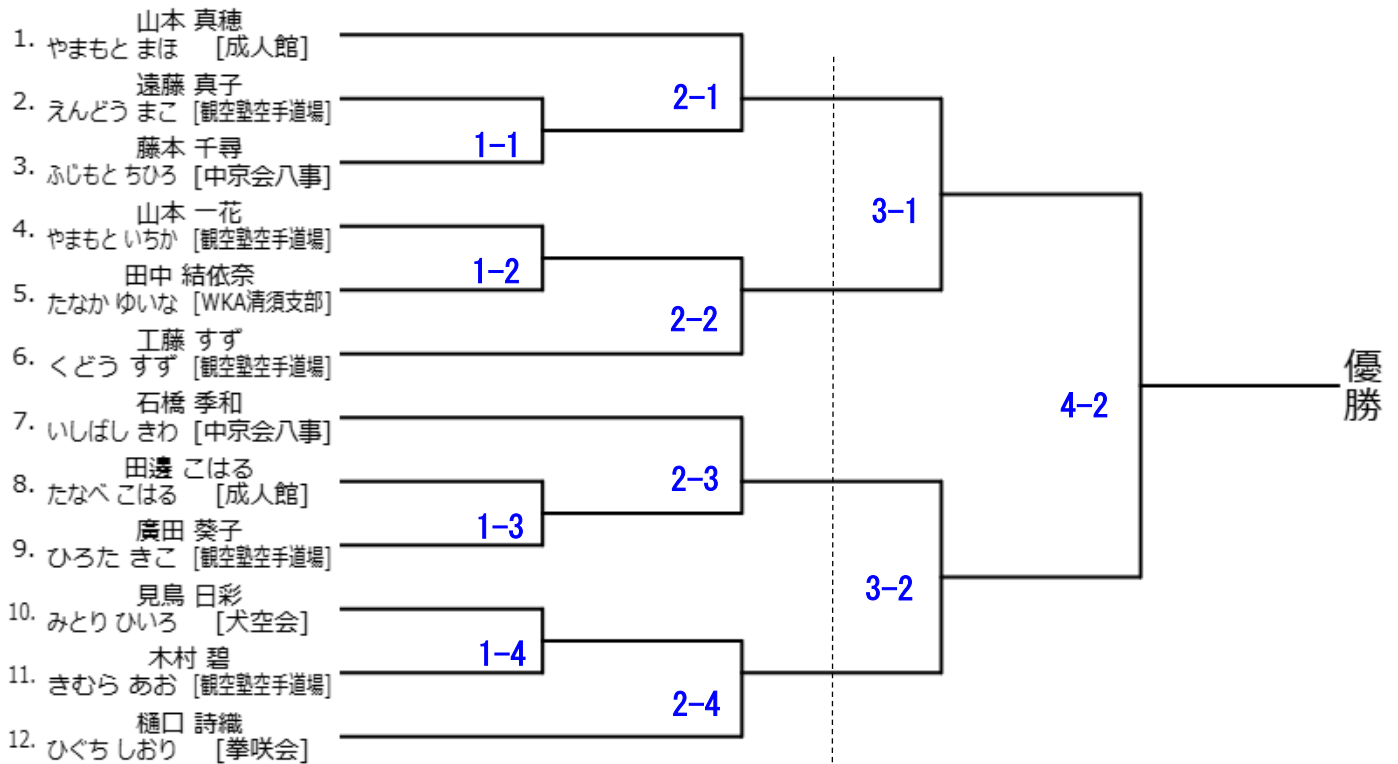 山本 真穂
1. やまもと まほ [成人館]
遠藤 真子
2. えんどう まこ [観空塾空手道場]
藤本 千尋
3. ふじもと ちひろ [中京会八事]
山本 一花
4. やまもと いちか [観空塾空手道場]
田中 結依奈
5. たなか ゆいな [WKA清須支部]
工藤 すず
6. くどう すず [観空塾空手道場]
石橋 季和
7. いしばし きわ [中京会八事]
田邊 こはる
8. たなべ こはる [成人館]
廣田 葵子
9. ひろた きこ [観空塾空手道場]
見鳥 日彩
10. みとり ひいろ [犬空会]
木村 碧
11. きむら あお [観空塾空手道場]
樋口 詩織
12. ひぐち しおり [拳咲会]
1-1
1-2
1-3
1-4
2-1
2-2
2-3
2-4
3-1
3-2
4-2
優勝